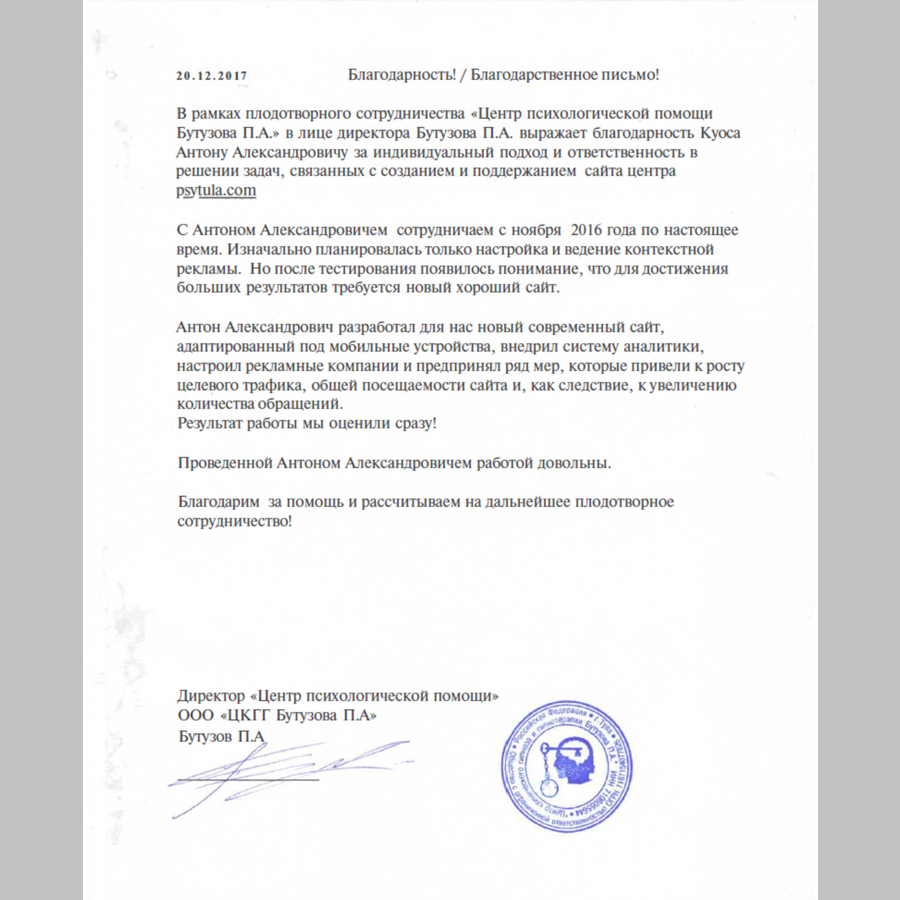 20.12.2017 Благодарность! / Благодарственное письмо!
В рамках плодотворного сотрудничества «Центр психологической помощи
Бутузова П.А.» в лице директора Бутузова П.А. выражает благодарность Куоса
Антону Александровичу за индивидуальный подход и ответственность в
решении задач, связанных с созданием и поддержанием сайта центра
psytula.com
С Антоном Александровичем сотрудничаем с ноября 2016 года по настоящее
время. Изначально планировалась только настройка и ведение контекстной
рекламы. Но после тестирования появилось понимание, что для достижения
больших результатов требуется новый хороший сайт.
Антон Александрович разработал для нас новый современный сайт,
адаптированный под мобильные устройства, внедрил систему аналитики,
настроил рекламные компании и предпринял ряд мер, которые привели к росту
целевого трафика, общей посещаемости сайта и, как следствие, к увеличению
количества обращений.
Результат работы мы оценили сразу!
Проведенной Антоном Александровичем работой довольны.
Благодарим за помощь и рассчитываем на дальнейшее плодотворное
сотрудничество!
Директор «Центр психологической помощи»
ООО «ЦКГГ Бутузова П.А»
Бутузов П.А
Российская Федерация • г. Тула •
Общество с ограниченной ответственностью ОГРН
гипноза и гипнотерапии Бутузова П.А." ИНН
"Центр